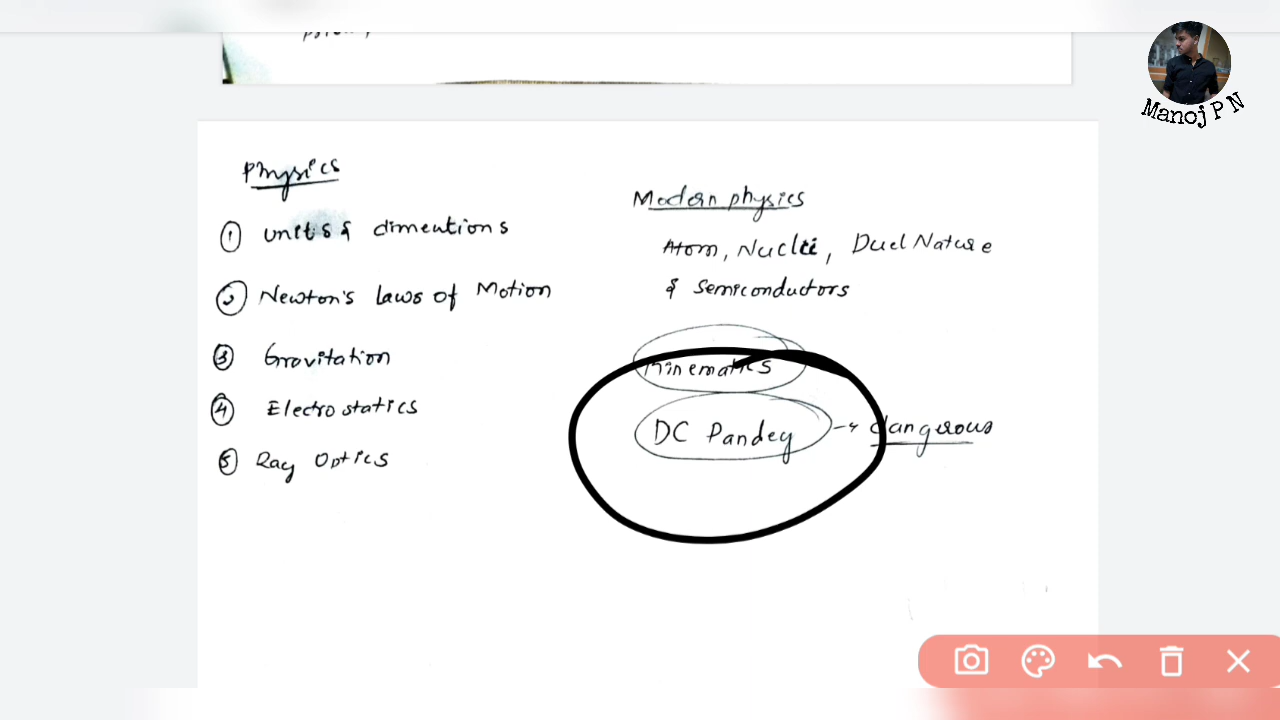 Manoj P N
Physics
① units & dimentions
② Newton's laws of Motion
③ Gravitation
④ Electrostatics
⑤ Ray Optics
Modern physics
Atom, Nuclei, Duel Nature
& Semiconductors
Kinematics
DC Pandey → dangerous